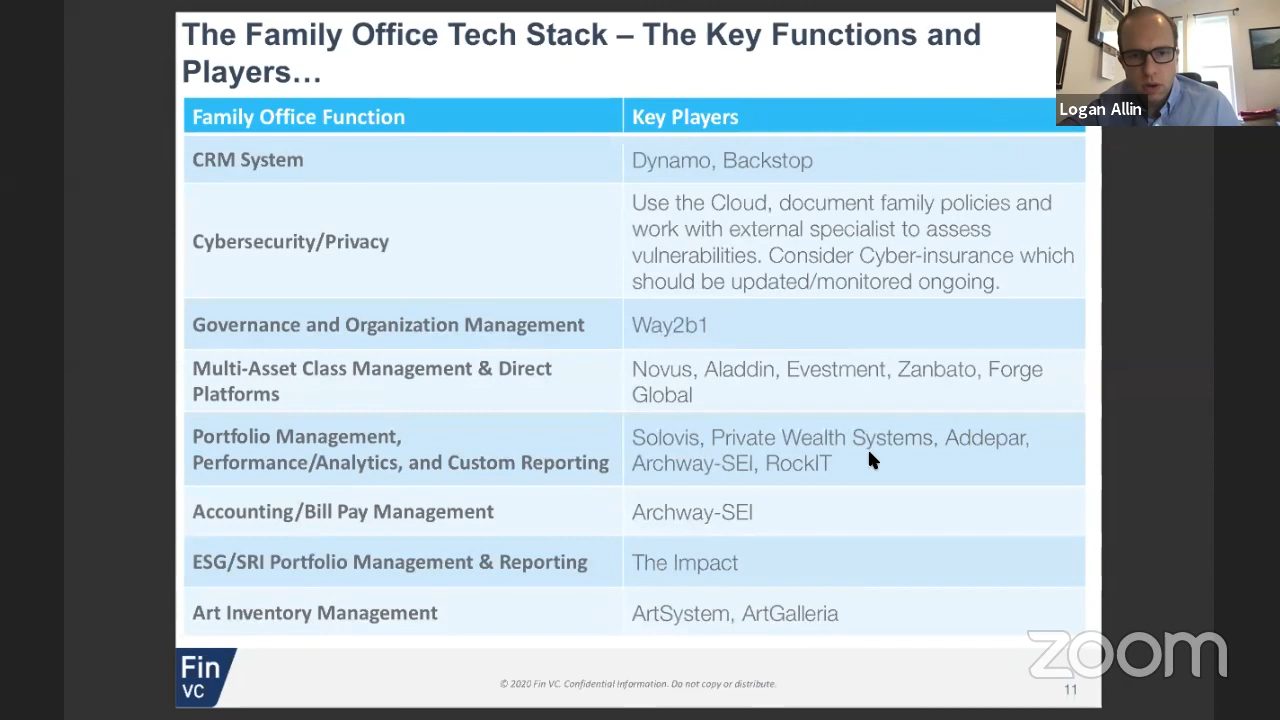 The Family Office Tech Stack – The Key Functions and
Players…
Logan Allin
Family Office Function
Key Players
CRM System
Dynamo, Backstop
Cybersecurity/Privacy
Use the Cloud, document family policies and
work with external specialist to assess
vulnerabilities. Consider Cyber-insurance which
should be updated/monitored ongoing.
Governance and Organization Management
Way2b1
Multi-Asset Class Management & Direct
Platforms
Novus, Aladdin, Evestment, Zanbato, Forge
Global
Portfolio Management,
Performance/Analytics, and Custom Reporting
Solovis, Private Wealth Systems, Addepar,
Archway-SEI, RockIT
Accounting/Bill Pay Management
Archway-SEI
ESG/SRI Portfolio Management & Reporting
The Impact
Art Inventory Management
ArtSystem, ArtGalleria
Fin
VC
© 2020 Fin VC. Confidential Information. Do not copy or distribute.
zoom
11